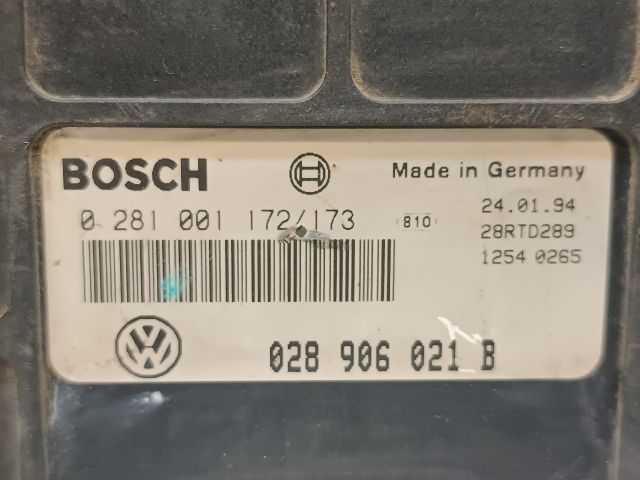 BOSCH
Made in Germany
0 281 001 172/173
810
24.01.94
28RTD289
1254 0265
028 906 021 B